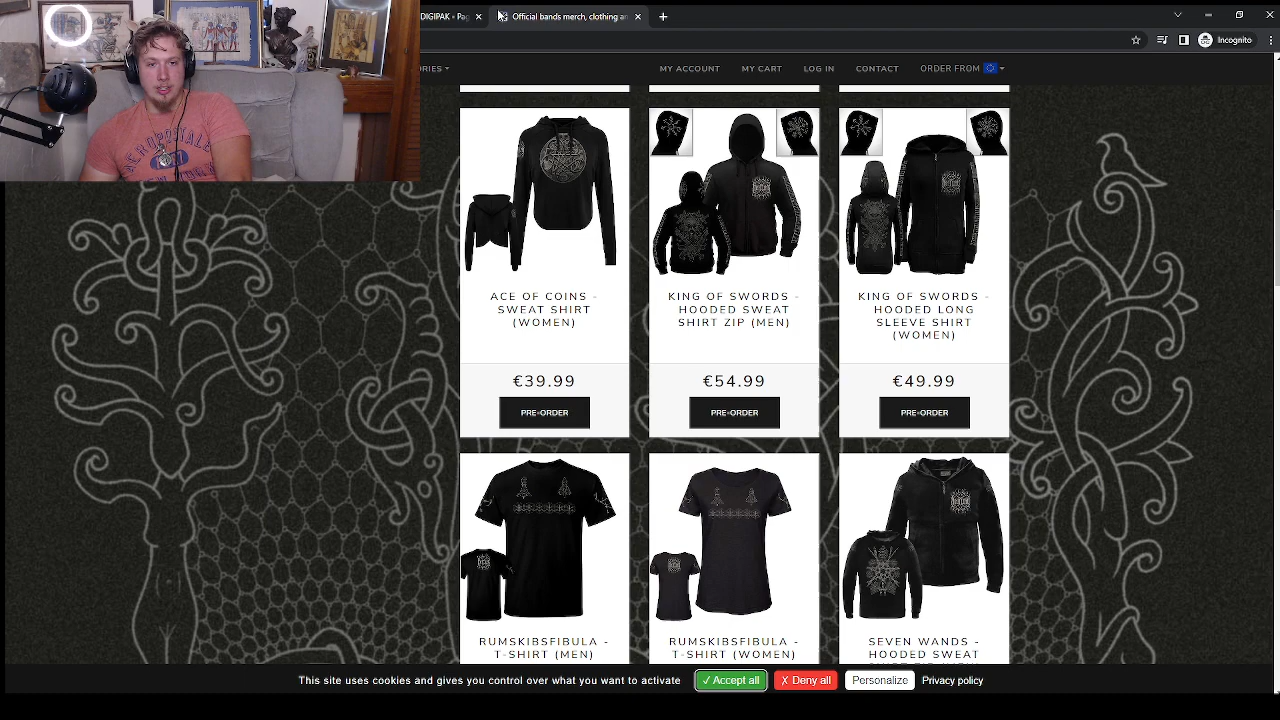 DIGIPAK • Pag
Official bands merch, clothing an
Incognito
ORIES
MY ACCOUNT
MY CART
LOG IN
CONTACT
ORDER FROM
AEROPOSTALE
ACE OF COINS -
SWEAT SHIRT
(WOMEN)
€39.99
PRE-ORDER
KING OF SWORDS -
HOODED SWEAT
SHIRT ZIP (MEN)
€54.99
PRE-ORDER
KING OF SWORDS -
HOODED LONG
SLEEVE SHIRT
(WOMEN)
€49.99
PRE-ORDER
RUMSKIBSFIBULA -
T-SHIRT (MEN)
RUMSKIBSFIBULA -
T-SHIRT (WOMEN)
SEVEN WANDS -
HOODED SWEAT
This site uses cookies and gives you control over what you want to activate
✓ Accept all
✗ Deny all
Personalize
Privacy policy